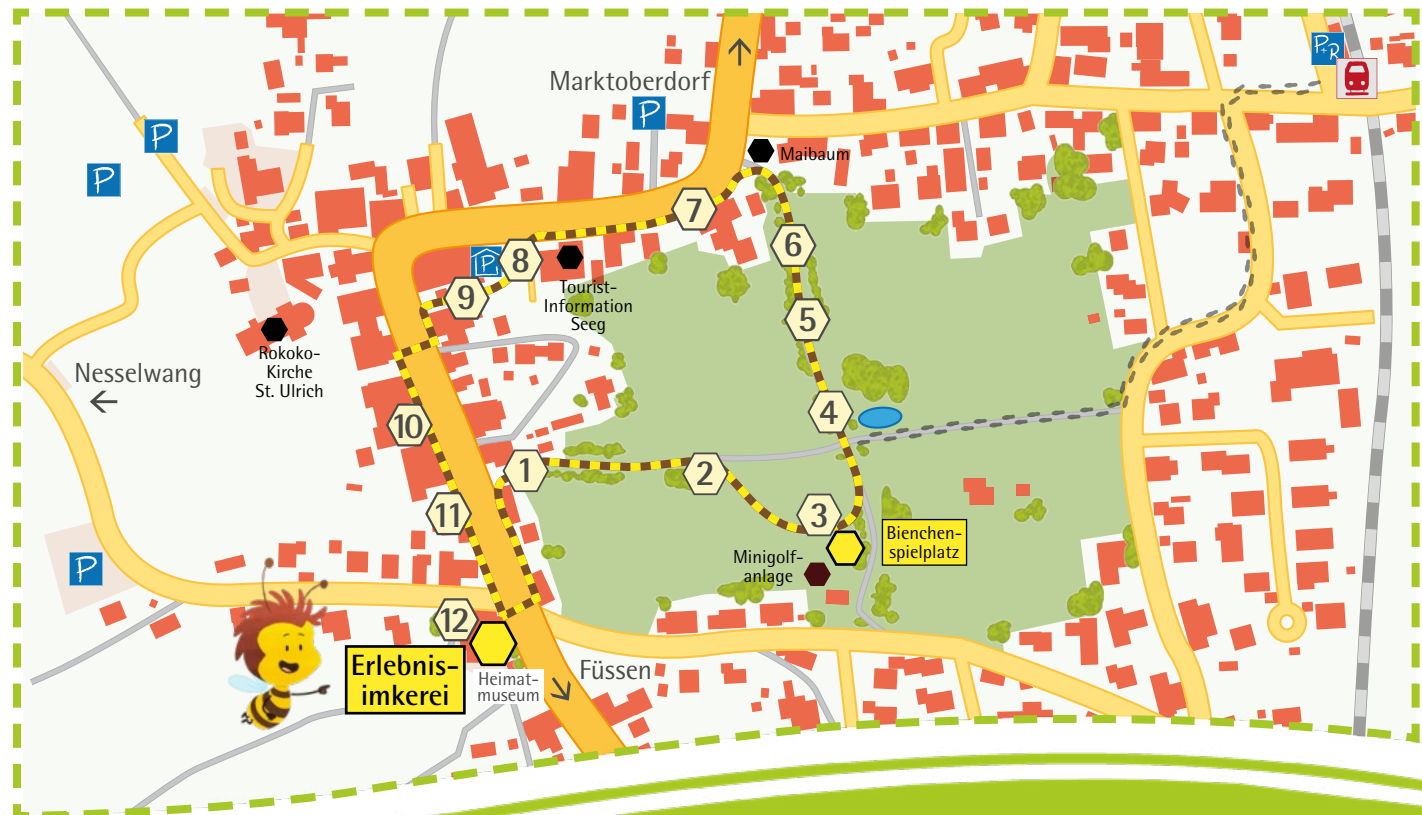 P+R
Marktoberdorf
P
P
P
Maibaum
7
6
8
P
9
Tourist-
Information
Seeg
5
Rokoko-
Kirche
St. Ulrich
Nesselwang
4
10
1
2
3
11
Bienchen-
spielplatz
Minigolf-
anlage
P
12
Erlebnis-
imkerei
Heimat-
museum
Füssen